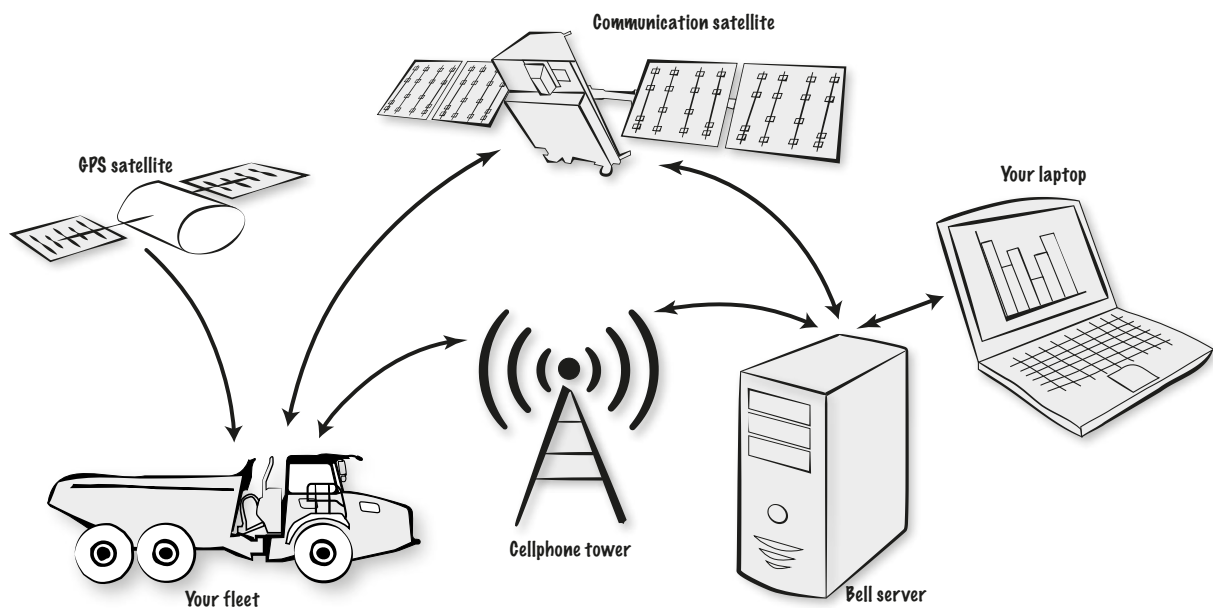 Communication satellite
GPS satellite
Your laptop
Cellphone tower
Bell server
Your fleet